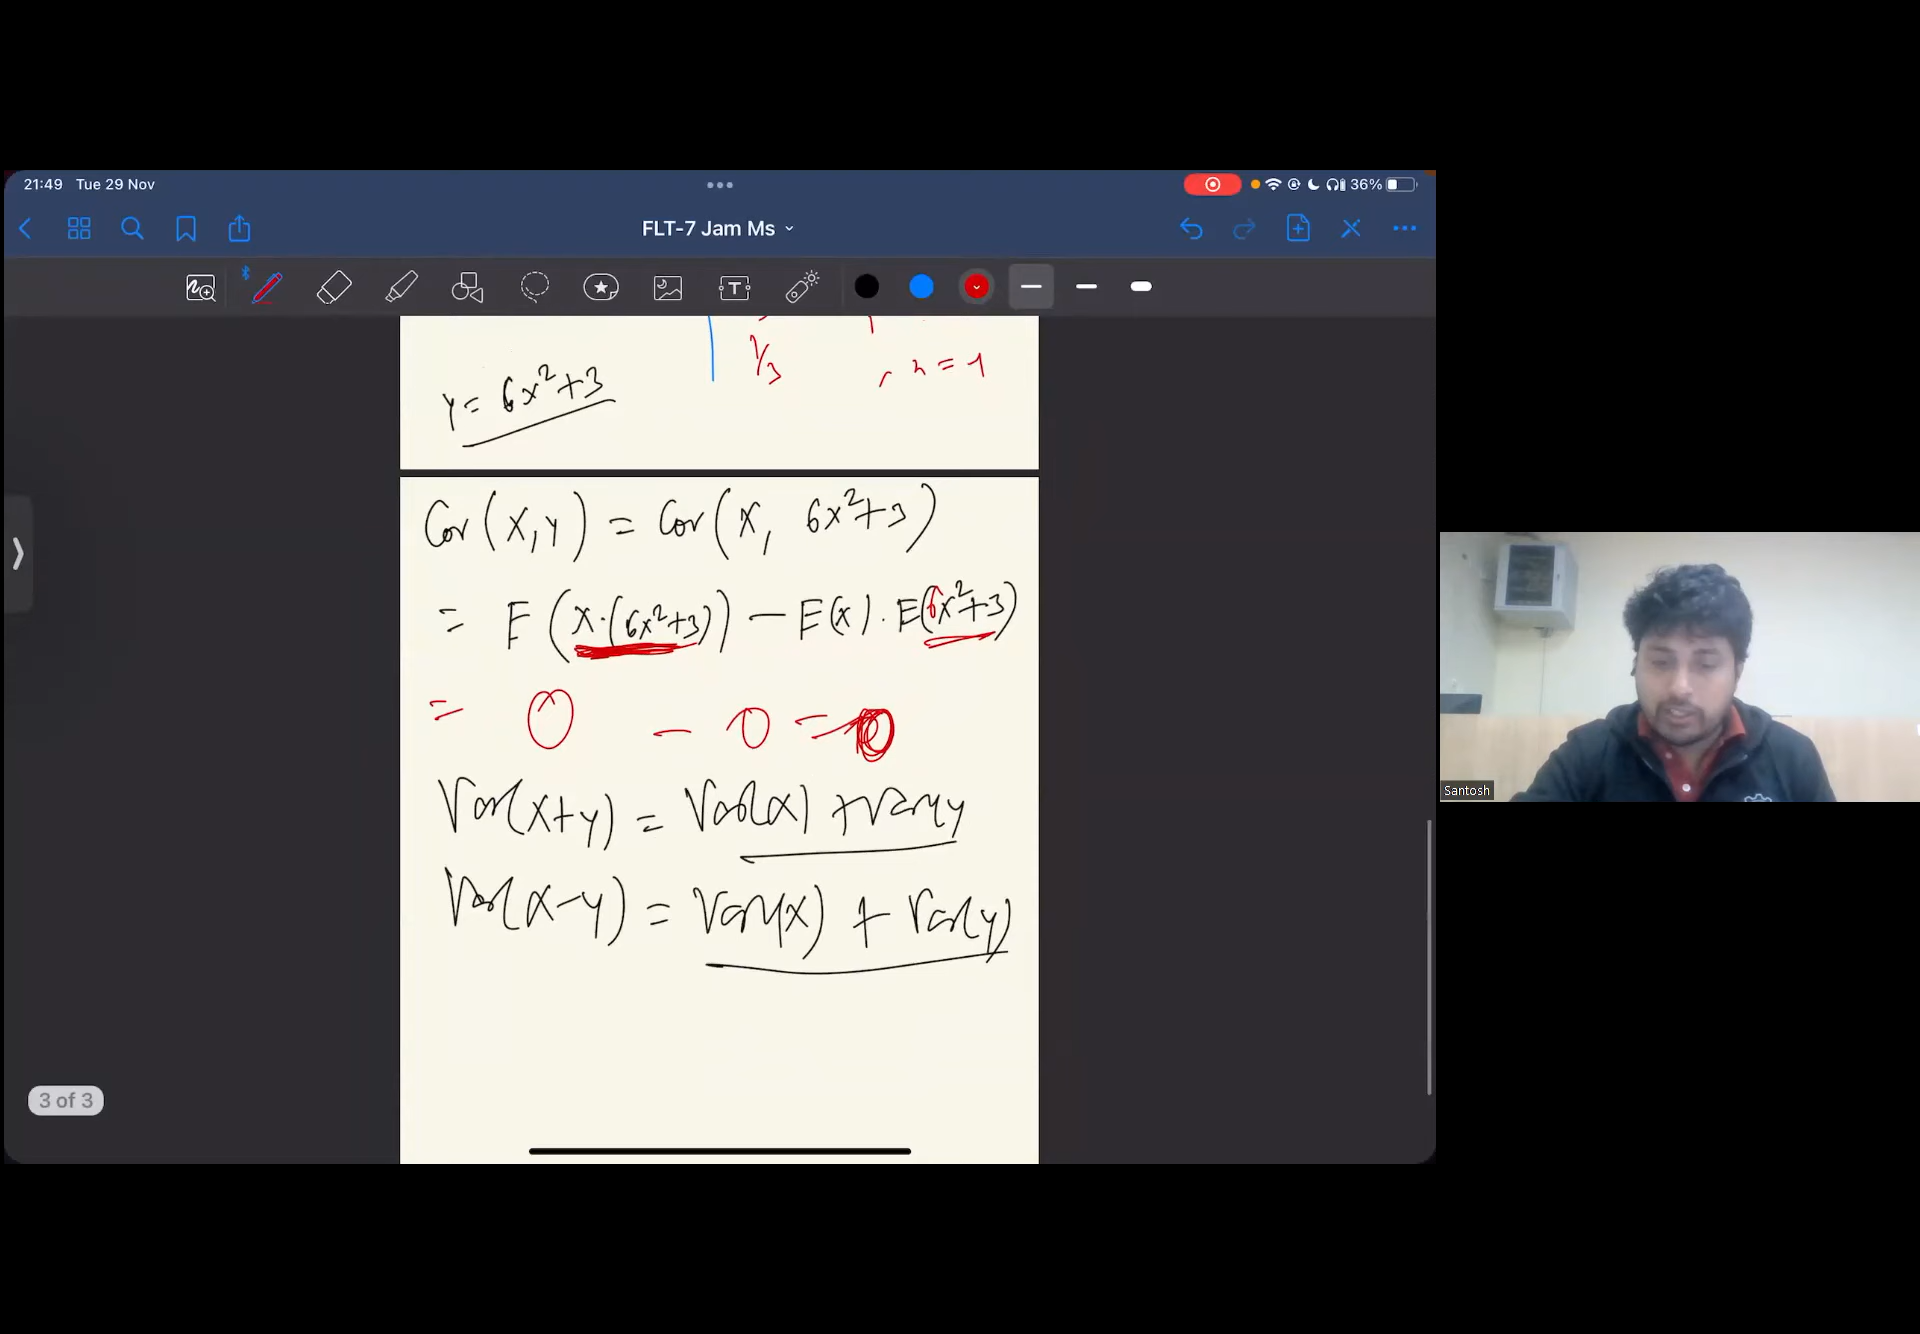 21:49 Tue 29 Nov
36%
FLT-7 Jam Ms
T
1/3
n = 1
Y = 6x²+3
Cov (X,Y) = Cov (X, 6x²+3)
= E (X·(6x²+3)) - E(x) . E(6x²+3)
= 0 - 0 = 0
Var(X+Y) = Var(X) + Var(Y
Var(X-Y) = Var(X) + Var(Y)
3 of 3
Santosh